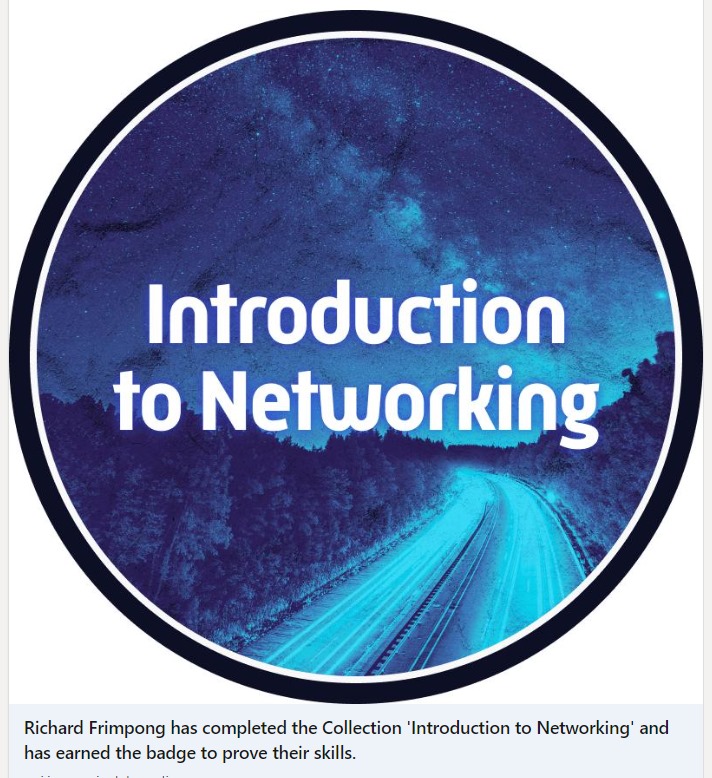 Introduction
to Networking
Richard Frimpong has completed the Collection 'Introduction to Networking' and
has earned the badge to prove their skills.